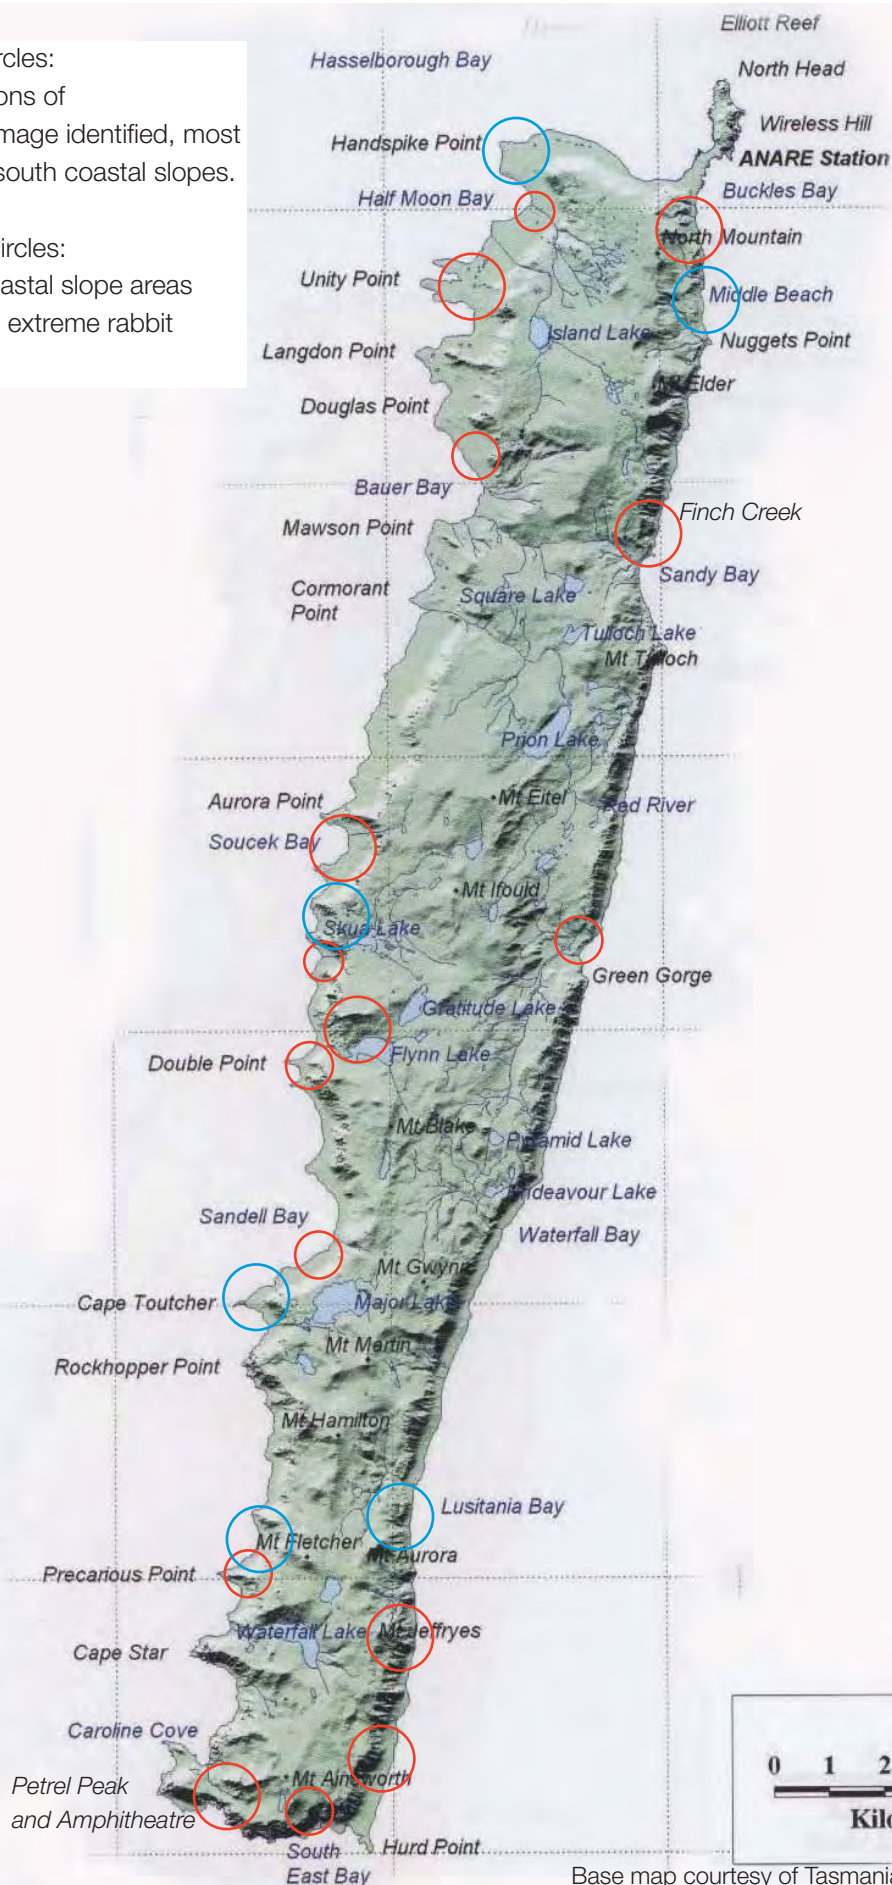 rcles:
ons of
mage identified, most
south coastal slopes.
ircles:
astal slope areas
extreme rabbit
Elliott Reef
Hasselborough Bay
North Head
Wireless Hill
Handspike Point
ANARE Station
Half Moon Bay
Buckles Bay
North Mountain
Unity Point
Middle Beach
Island Lake
Nuggets Point
Langdon Point
Mt Elder
Douglas Point
Bauer Bay
Finch Creek
Mawson Point
Sandy Bay
Cormorant
Point
Square Lake
Tulloch Lake
Mt Tulloch
Prion Lake
Mt Eitel
Aurora Point
Red River
Soucek Bay
Mt Ifould
Skua Lake
Green Gorge
Gratitude Lake
Flynn Lake
Double Point
Mt Blake
Pyramid Lake
Endeavour Lake
Sandell Bay
Waterfall Bay
Mt Gwynn
Cape Toutcher
Major Lake
Mt Martin
Rockhopper Point
Mt Hamilton
Lusitania Bay
Mt Fletcher
Mt Aurora
Precarious Point
Waterfall Lake
Mt Jeffryes
Cape Star
Caroline Cove
Mt Ainsworth
Petrel Peak
and Amphitheatre
Hurd Point
South
East Bay
0 1 2
Kilo
Base map courtesy of Tasmania